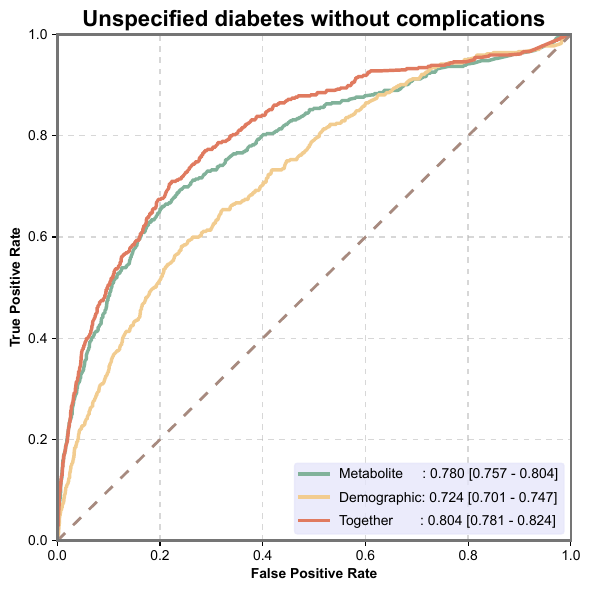 Unspecified diabetes without complications
True Positive Rate
1.0
0.8
0.6
0.4
0.2
0.0
Metabolite : 0.780 [0.757 - 0.804]
Demographic: 0.724 [0.701 - 0.747]
Together : 0.804 [0.781 - 0.824]
0.0 0.2 0.4 0.6 0.8 1.0
False Positive Rate